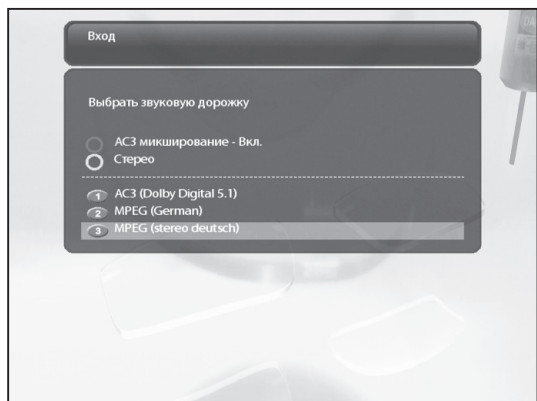 Вход
Выбрать звуковую дорожку
АС3 микширование - Вкл.
Стерео
1 AC3 (Dolby Digital 5.1)
2 MPEG (German)
3 MPEG (stereo deutsch)